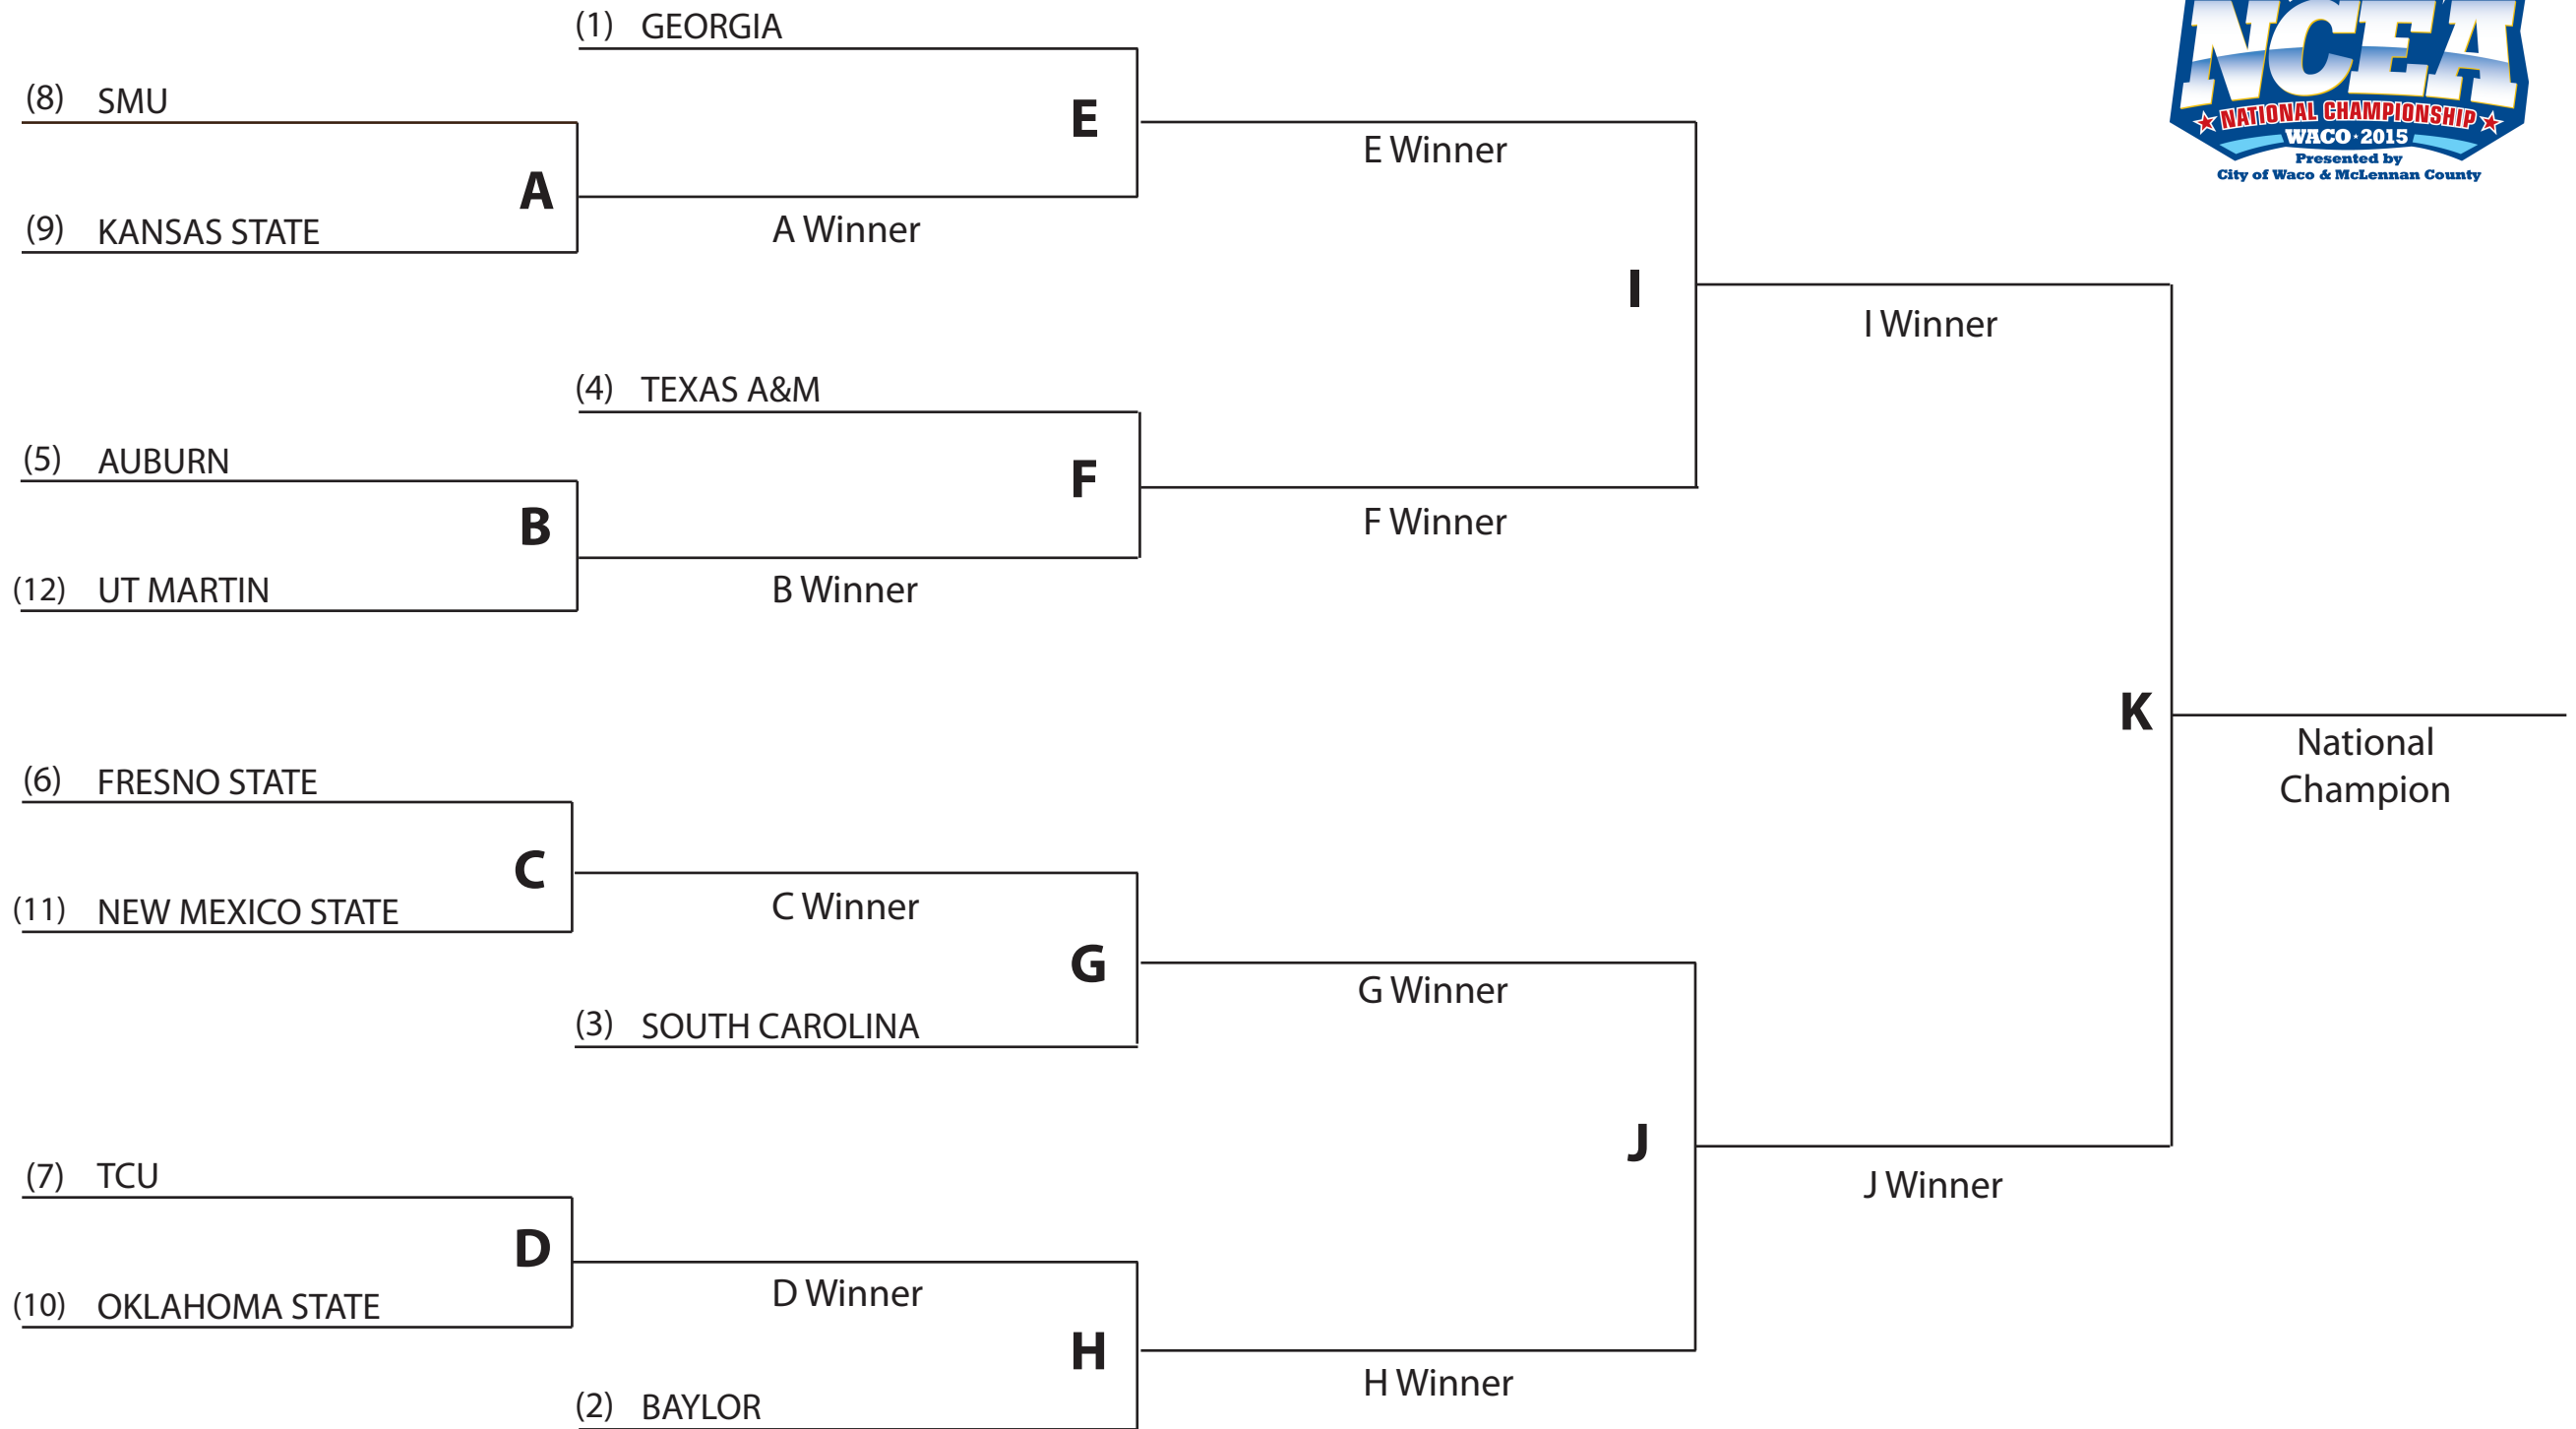 (1) GEORGIA
(8) SMU
E
E Winner
A
(9) KANSAS STATE
A Winner
NCEA
NATIONAL CHAMPIONSHIP
WACO · 2015
Presented by
City of Waco & McLennan County
I
I Winner
(4) TEXAS A&M
(5) AUBURN
F
F Winner
B
(12) UT MARTIN
B Winner
K
National
Champion
(6) FRESNO STATE
C
C Winner
(11) NEW MEXICO STATE
G
G Winner
(3) SOUTH CAROLINA
J
J Winner
(7) TCU
D
D Winner
(10) OKLAHOMA STATE
H
H Winner
(2) BAYLOR